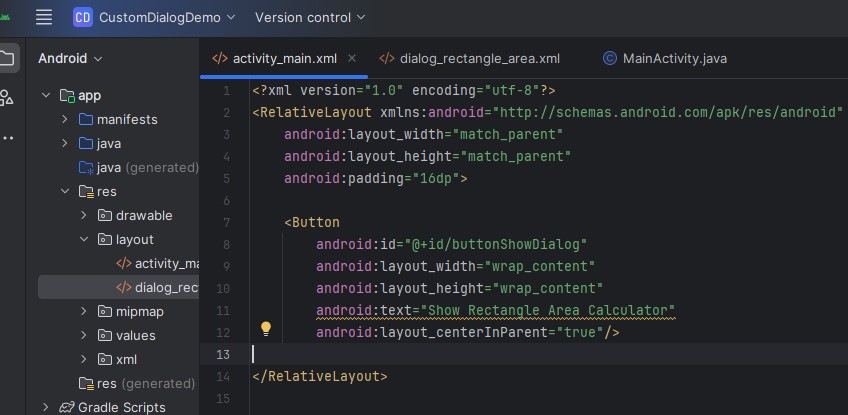 CD CustomDialogDemo Version control
Android
activity_main.xml dialog_rectangle_area.xml MainActivity.java
app
manifests
java
java (generated)
res
drawable
layout
activity_ma
dialog_rect
mipmap
values
xml
res (generated)
Gradle Scripts
1 <?xml version="1.0" encoding="utf-8"?>
2 <RelativeLayout xmlns:android="http://schemas.android.com/apk/res/android"
3 android:layout_width="match_parent"
4 android:layout_height="match_parent"
5 android:padding="16dp">
6
7 <Button
8 android:id="@+id/buttonShowDialog"
9 android:layout_width="wrap_content"
10 android:layout_height="wrap_content"
11 android:text="Show Rectangle Area Calculator"
12 android:layout_centerInParent="true"/>
13
14 </RelativeLayout>
15